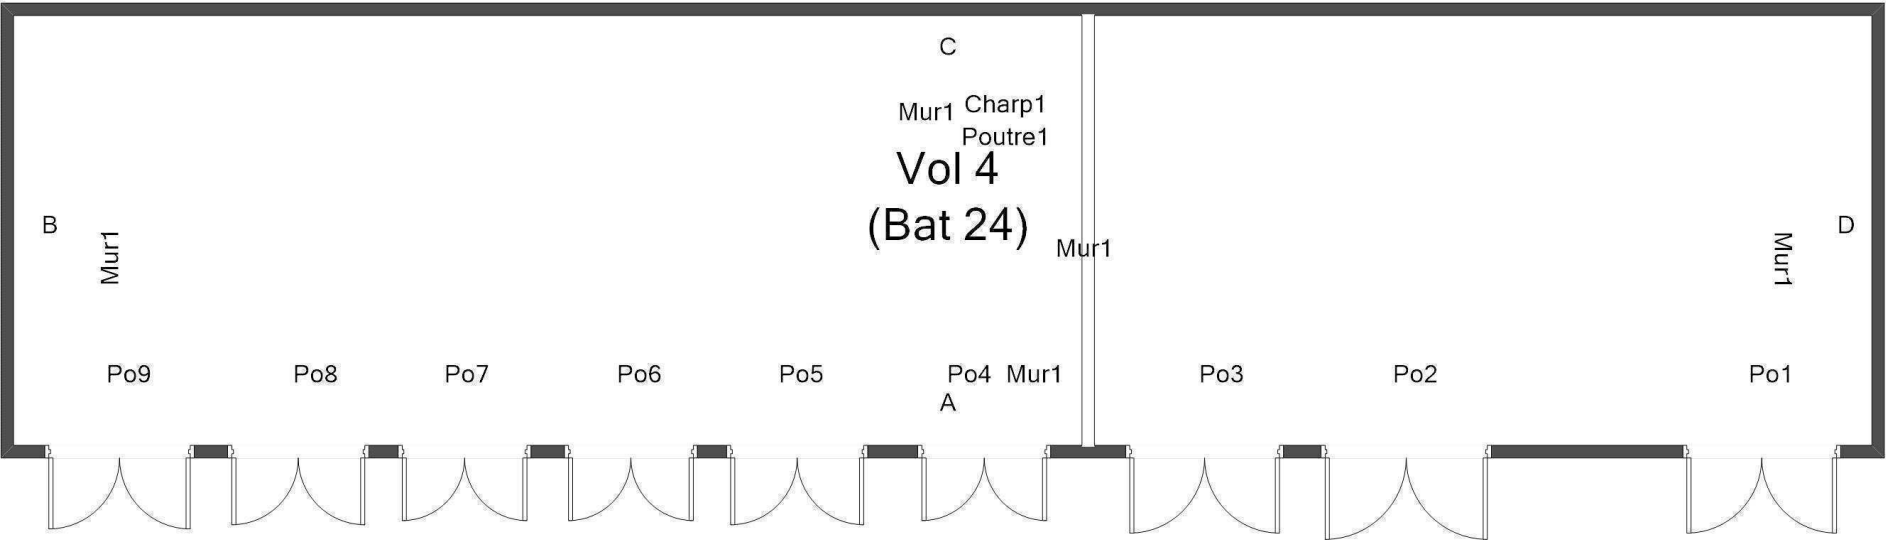 C
Mur1 Charp1
Poutre1
Vol 4
(Bat 24)
B
D
Mur1
Mur1
Mur1
Po9 Po8 Po7 Po6 Po5 Po4 Mur1 Po3 Po2 Po1
A